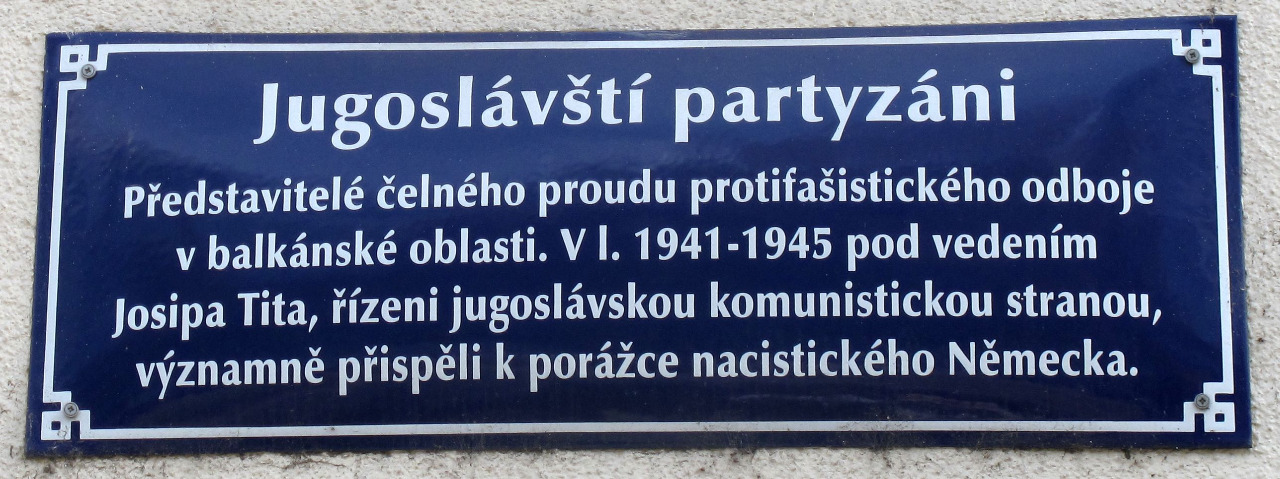 Jugoslávští partyzáni
Představitelé čelného proudu protifašistického odboje
v balkánské oblasti. V l. 1941-1945 pod vedením
Josipa Tita, řízeni jugoslávskou komunistickou stranou,
významně přispěli k porážce nacistického Německa.